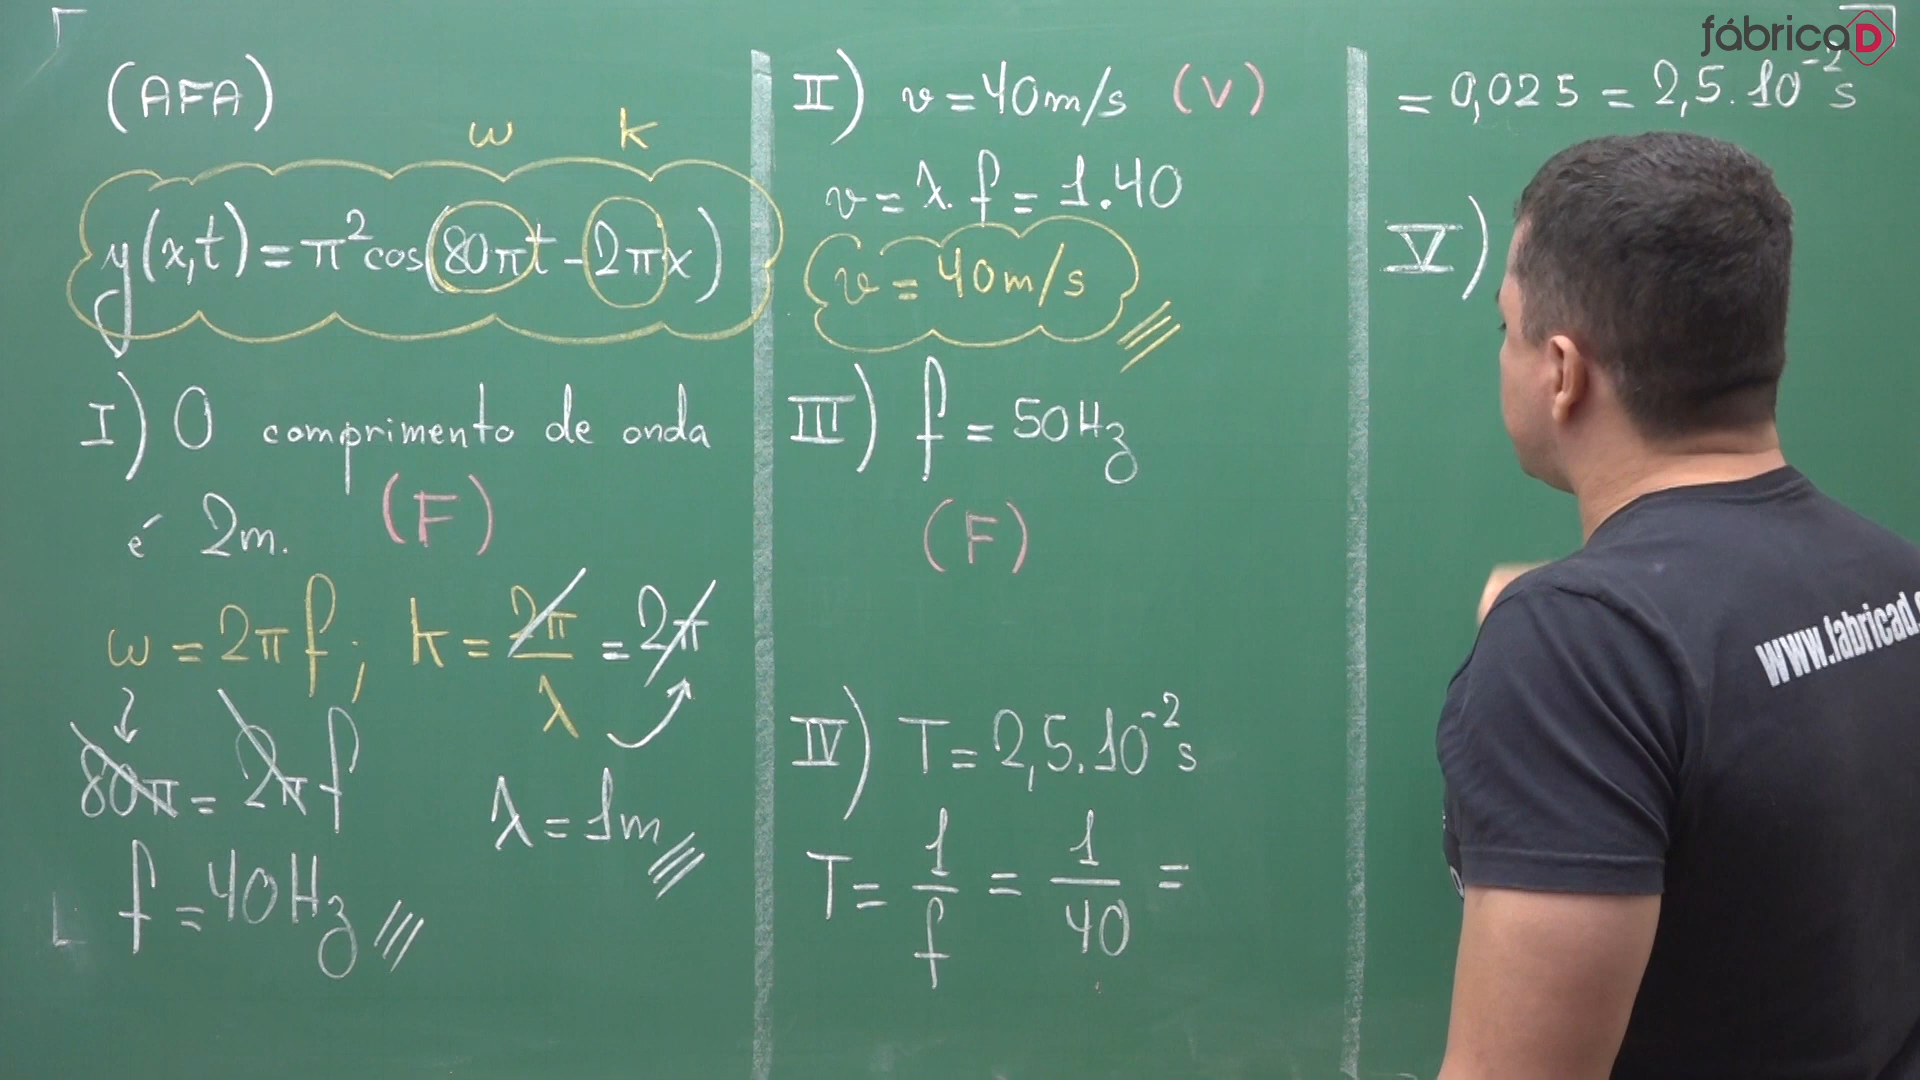 (AFA)
ω k
y(x,t) = π² cos(80πt - 2πx)
I) O comprimento de onda
é 2m. (F)
ω = 2πf; k = 2π/λ = 2π
80π = 2πf
λ = 1m
f = 40Hz
II) v = 40m/s (V)
v = λ.f = 1.40
v = 40m/s
III) f = 50Hz
(F)
IV) T = 2,5.10⁻²s
T = 1/f = 1/40 =
= 0,025 = 2,5.10⁻²s
V)
fábricaD
www.fabricad.